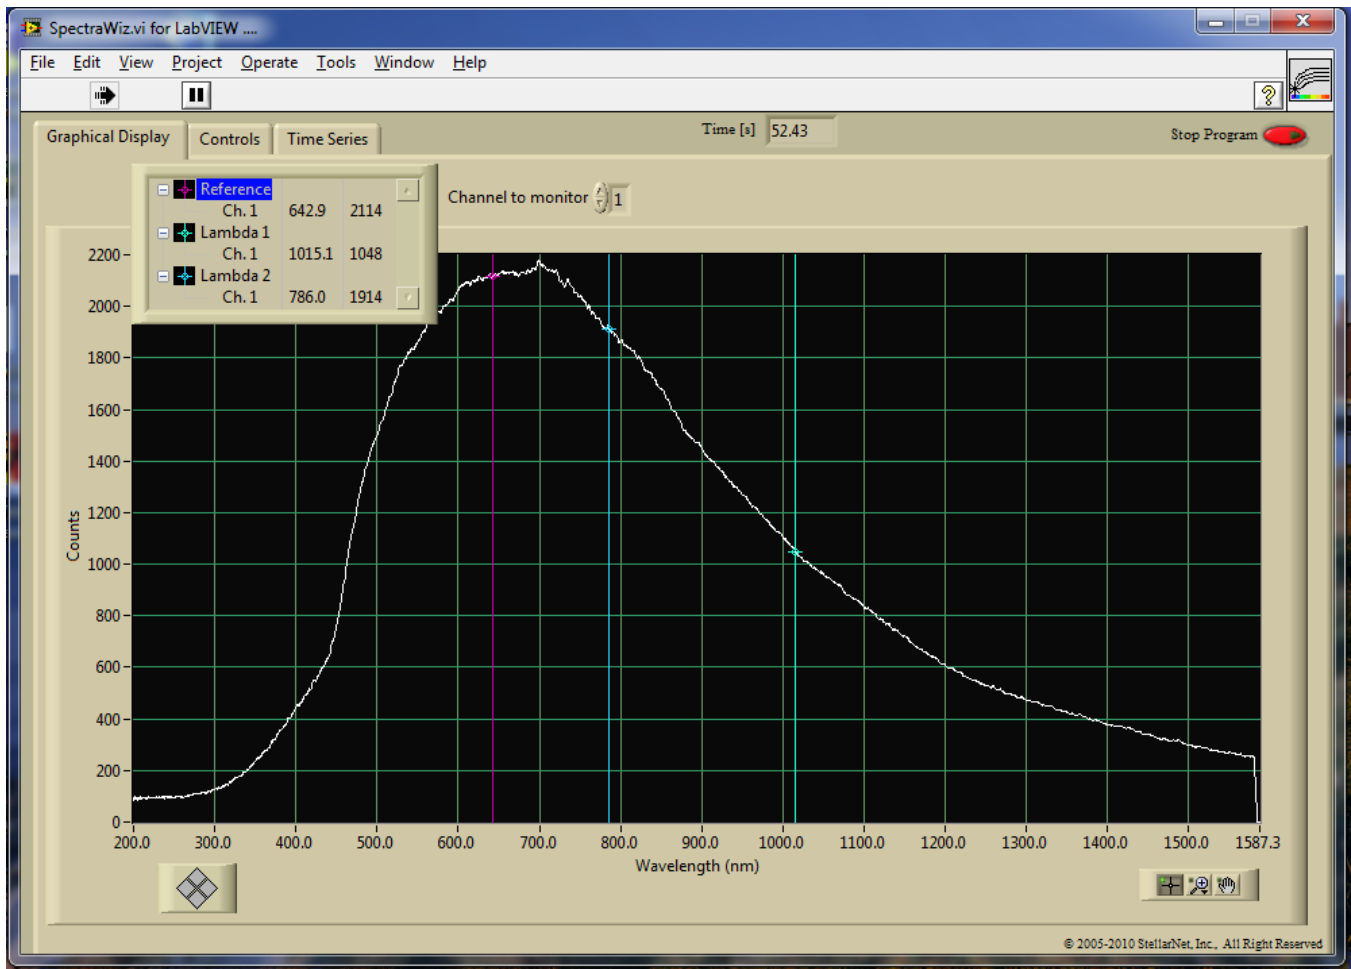 SpectraWiz.vi for LabVIEW ....
File Edit View Project Operate Tools Window Help
Graphical Display Controls Time Series
Time [s] 52.43
Stop Program
Reference
Ch. 1 642.9 2114
Lambda 1
Ch. 1 1015.1 1048
Lambda 2
Ch. 1 786.0 1914
Channel to monitor 1
2200
2000
1800
1600
1400
1200
1000
800
600
400
200
0
Counts
200.0 300.0 400.0 500.0 600.0 700.0 800.0 900.0 1000.0 1100.0 1200.0 1300.0 1400.0 1500.0 1587.3
Wavelength (nm)
© 2005-2010 StellarNet, Inc., All Right Reserved